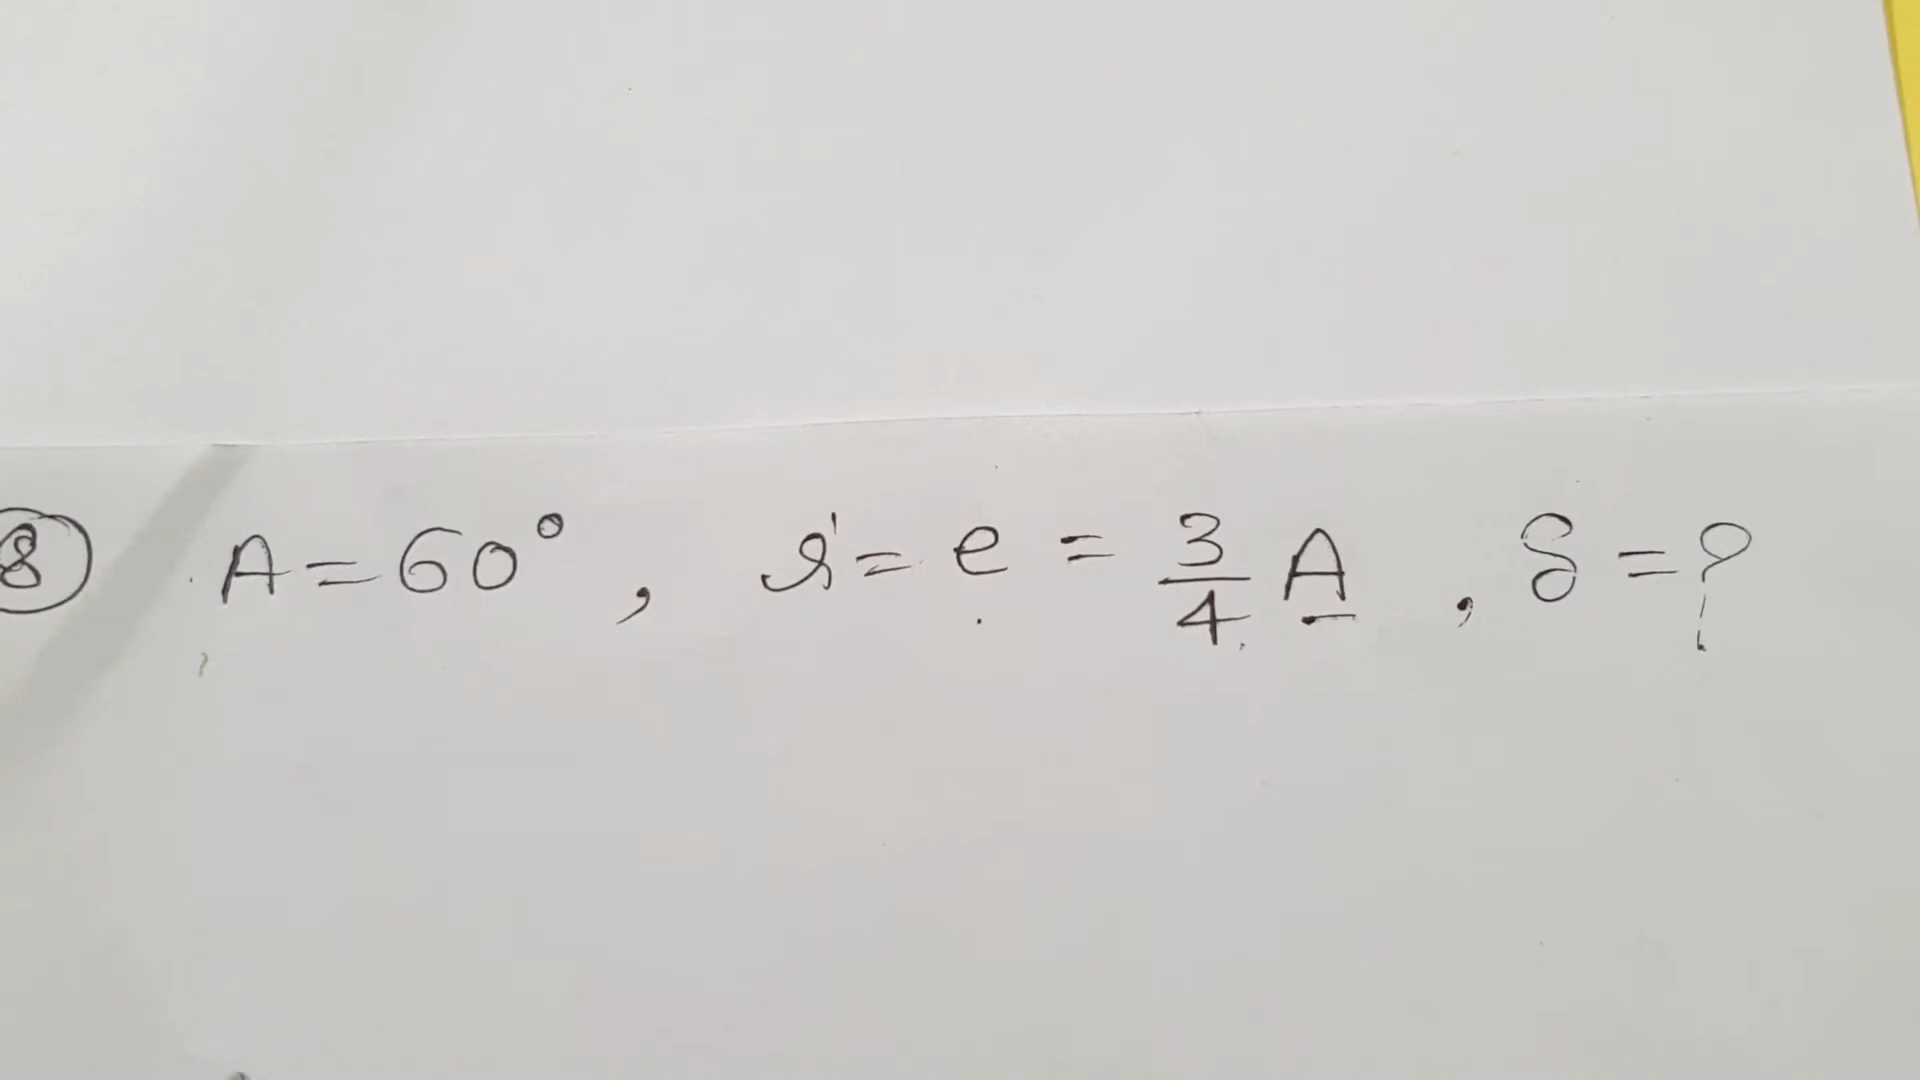 ⑧ A = 60°, i = e = 3/4 A, δ = ?